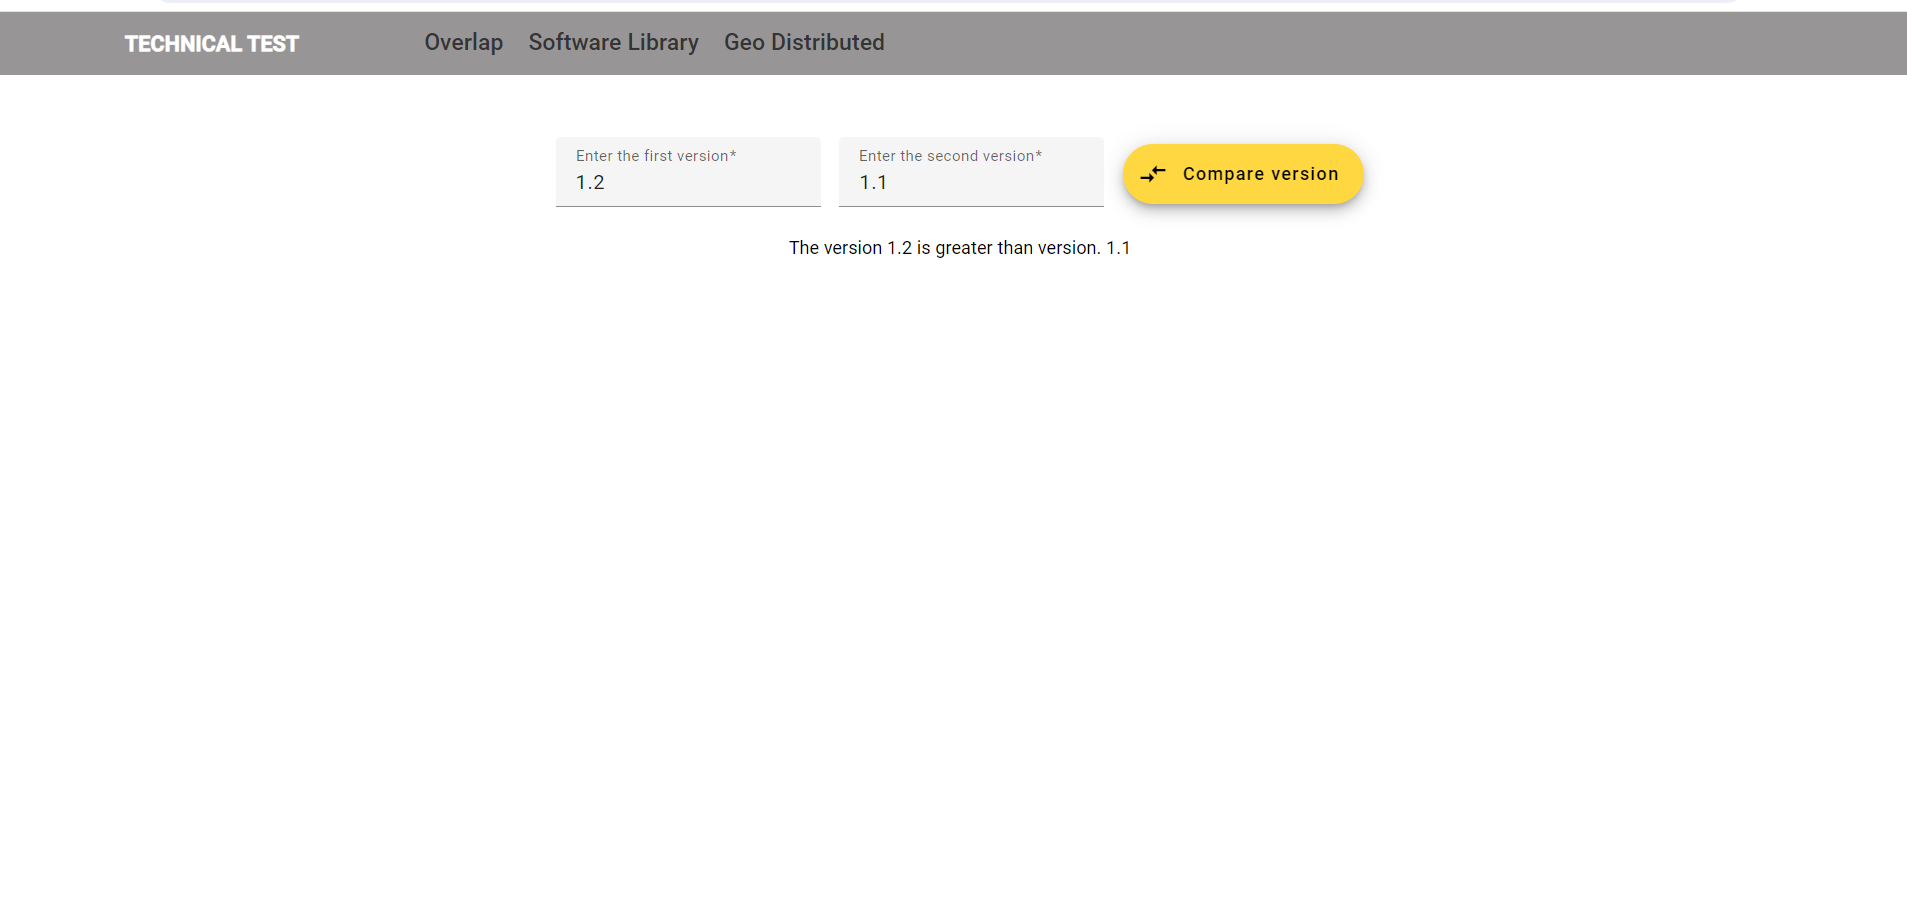 TECHNICAL TEST Overlap Software Library Geo Distributed
Enter the first version* Enter the second version*
1.2 1.1 Compare version
The version 1.2 is greater than version. 1.1